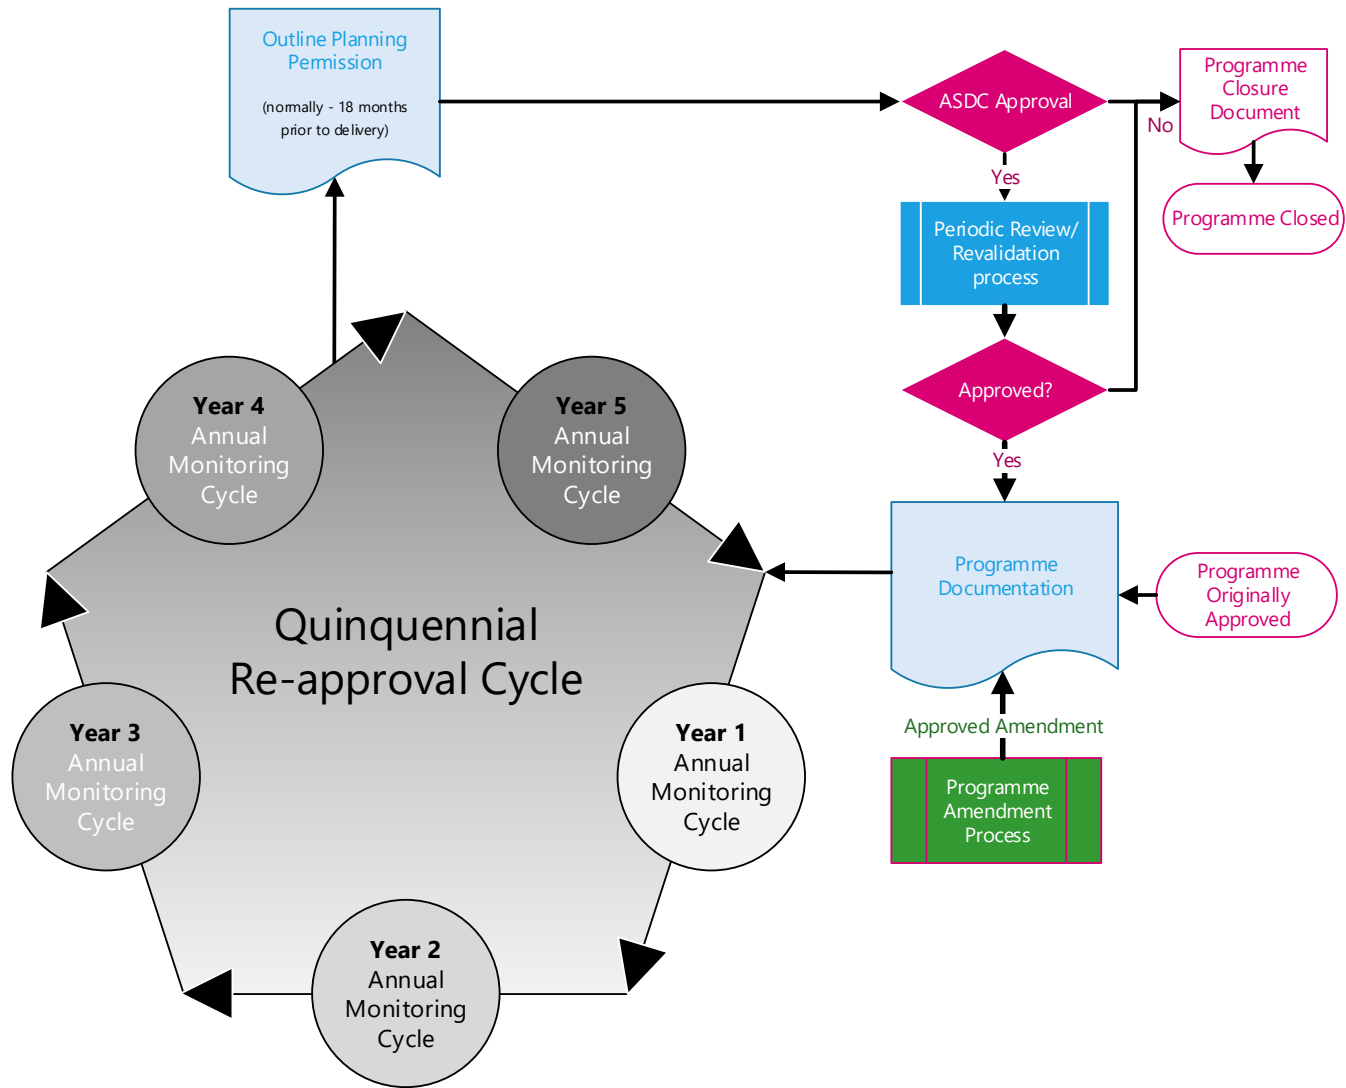 Outline Planning
Permission
(normally - 18 months
prior to delivery)
ASDC Approval
No
Programme
Closure
Document
Programme Closed
Yes
Periodic Review/
Revalidation
process
Approved?
Yes
Programme
Documentation
Programme
Originally
Approved
Approved Amendment
Programme
Amendment
Process
Year 4
Annual
Monitoring
Cycle
Year 5
Annual
Monitoring
Cycle
Quinquennial
Re-approval Cycle
Year 3
Annual
Monitoring
Cycle
Year 1
Annual
Monitoring
Cycle
Year 2
Annual
Monitoring
Cycle